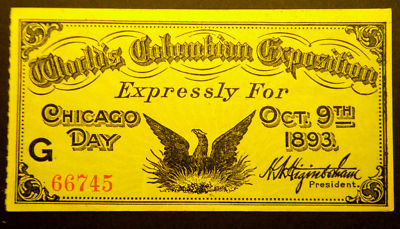 World's Columbian Exposition
Expressly For
CHICAGO DAY
OCT. 9TH 1893.
G
66745
H.N. Higinbotham
President.